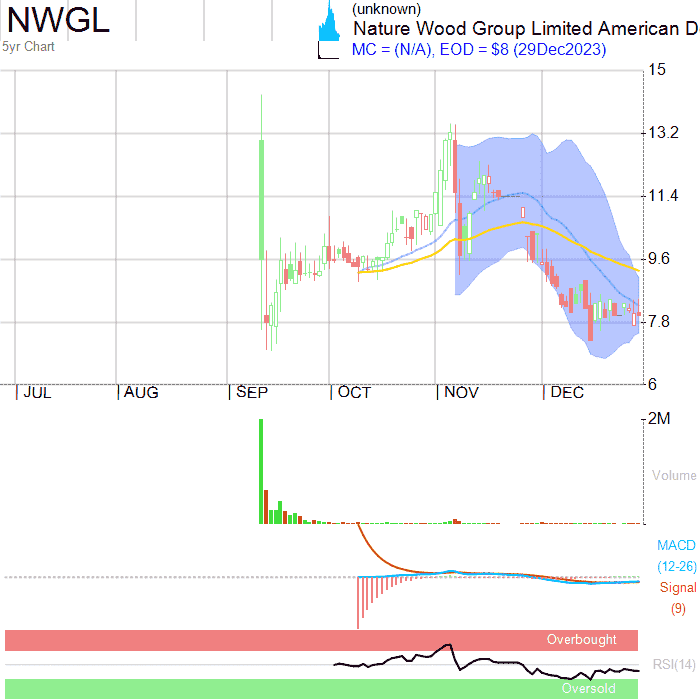 NWGL
(unknown)
Nature Wood Group Limited American D
5yr Chart
MC = (N/A), EOD = $8 (29Dec2023)
15
13.2
11.4
9.6
7.8
6
JUL AUG SEP OCT NOV DEC
2M
Volume
MACD
(12-26)
Signal
(9)
Overbought
RSI(14)
Oversold